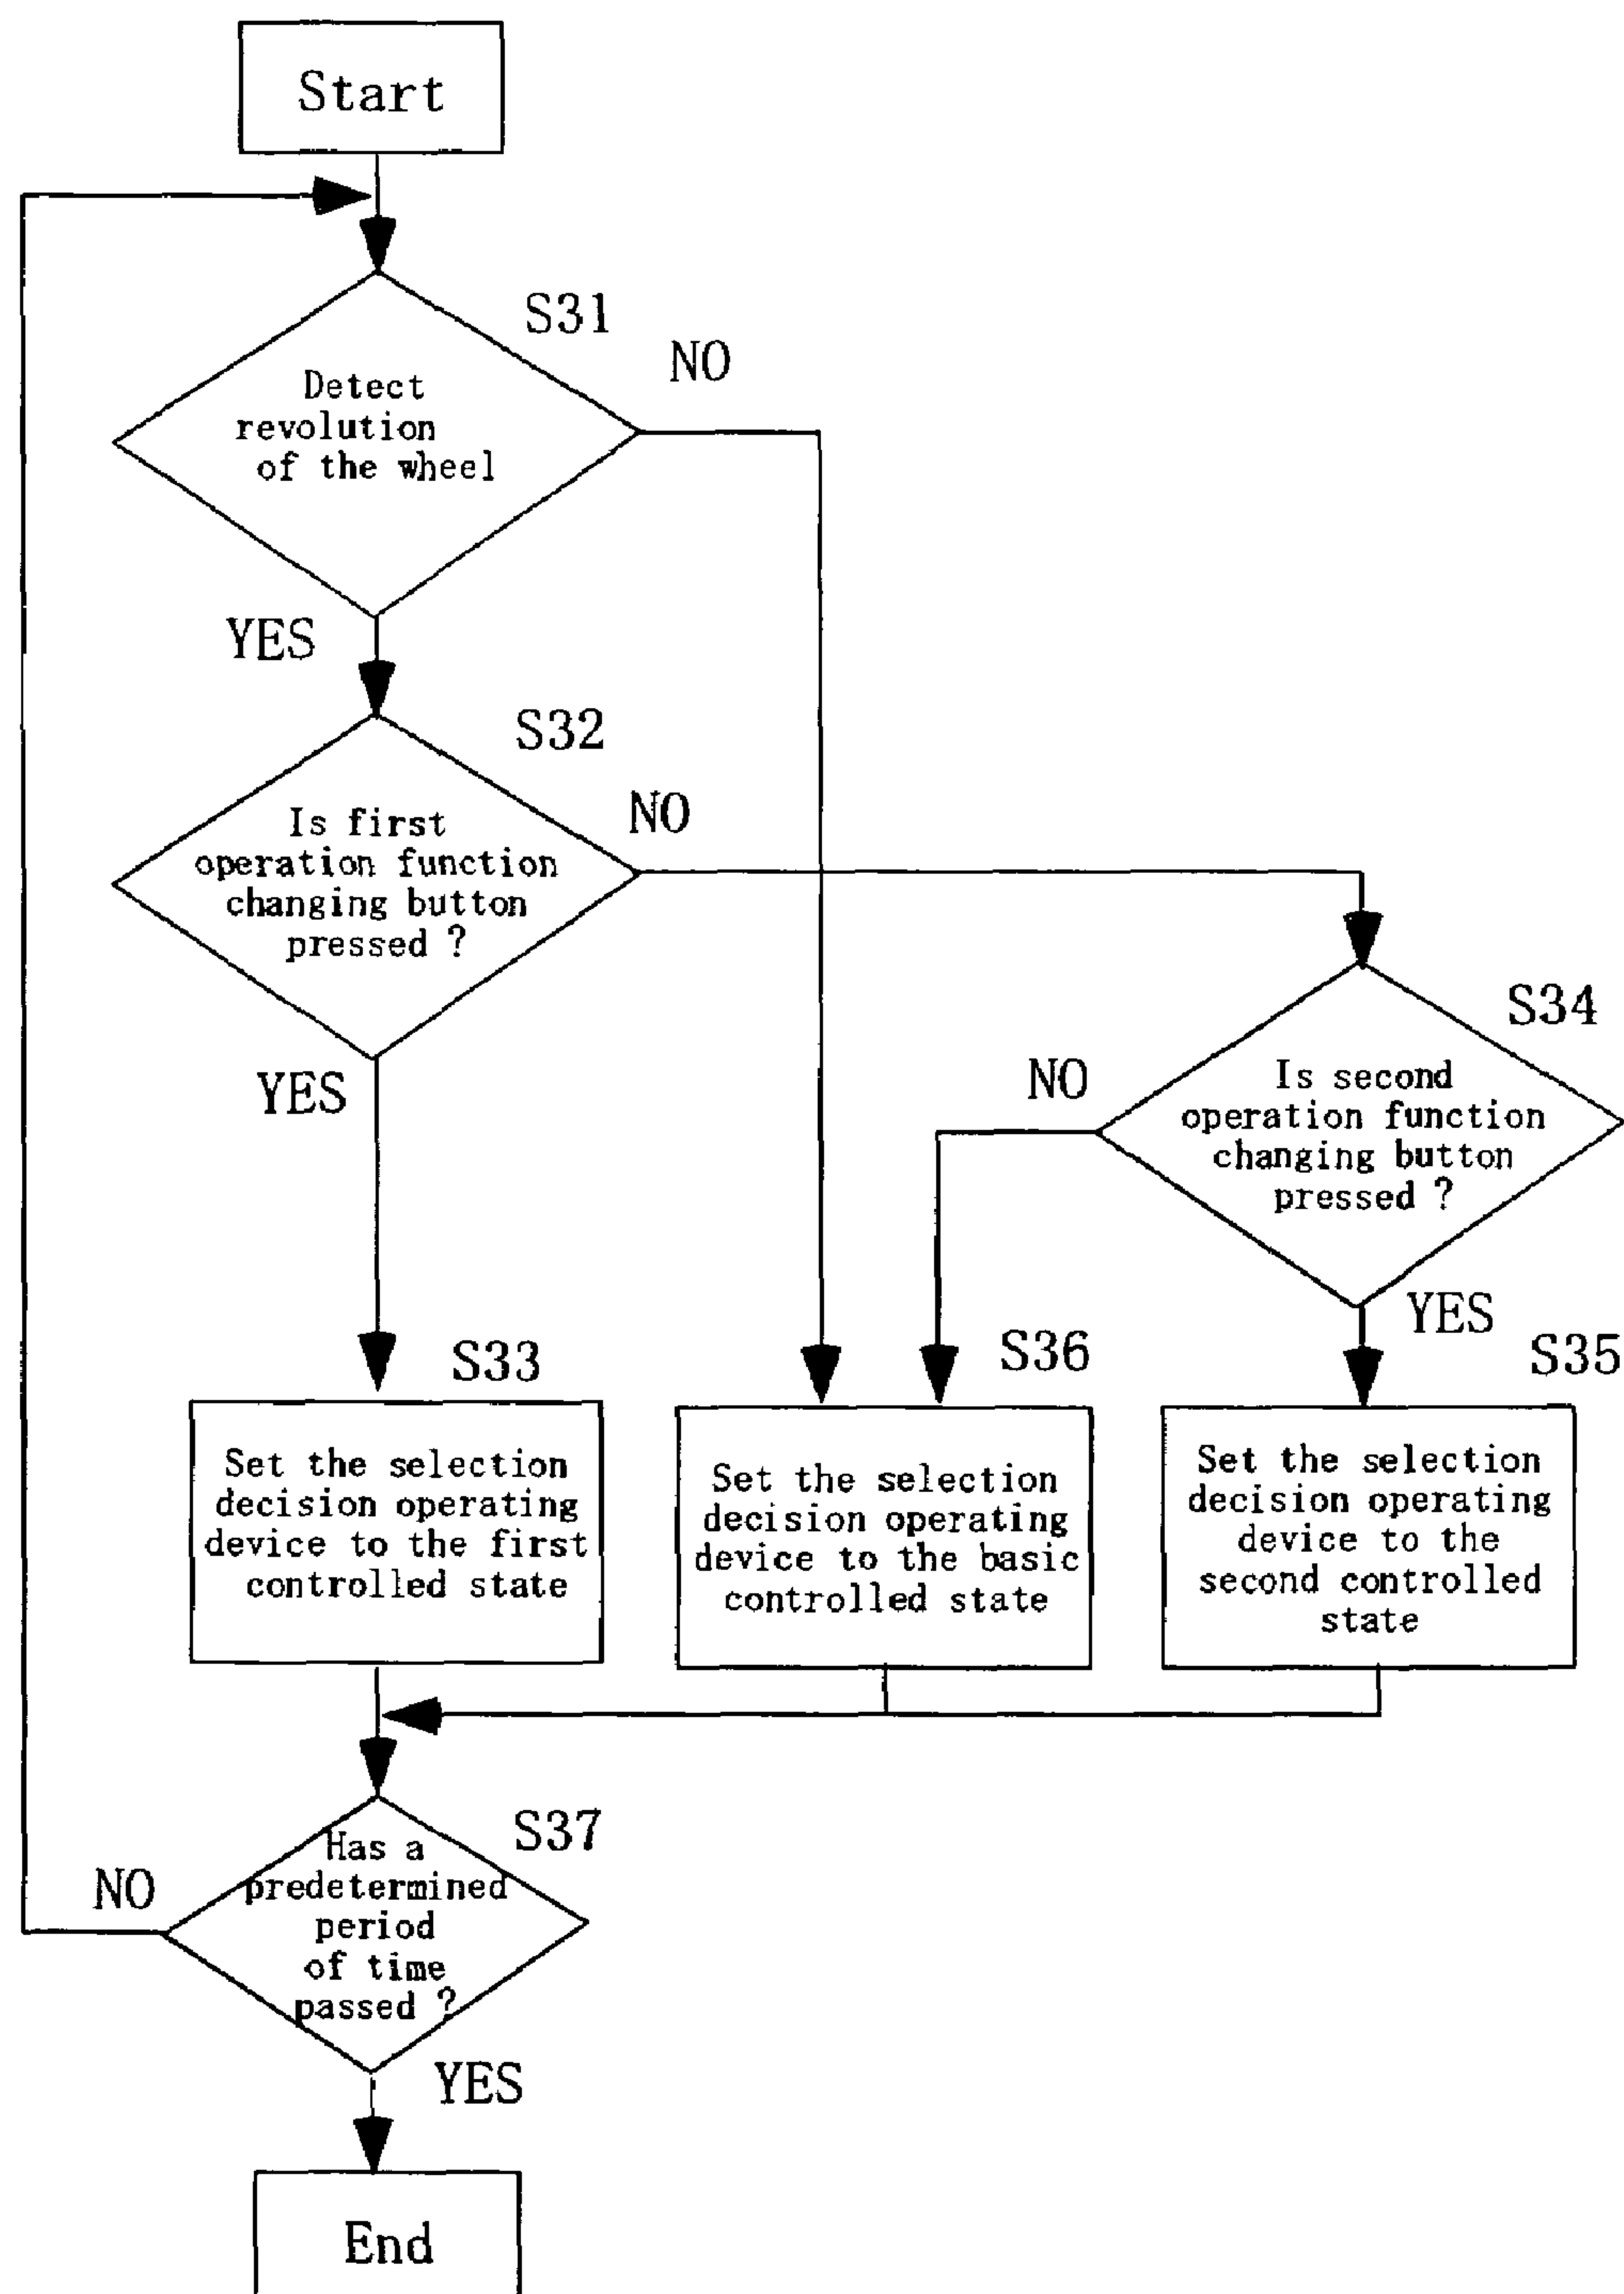 Start
S31
NO
Detect
revolution
of the wheel
YES
S32
NO
Is first
operation function
changing button
pressed ?
YES
S34
NO
Is second
operation function
changing button
pressed ?
YES
S33
S36
S35
Set the selection
decision operating
device to the first
controlled state
Set the selection
decision operating
device to the basic
controlled state
Set the selection
decision operating
device to the
second controlled
state
S37
NO
Has a
predetermined
period
of time
passed ?
YES
End